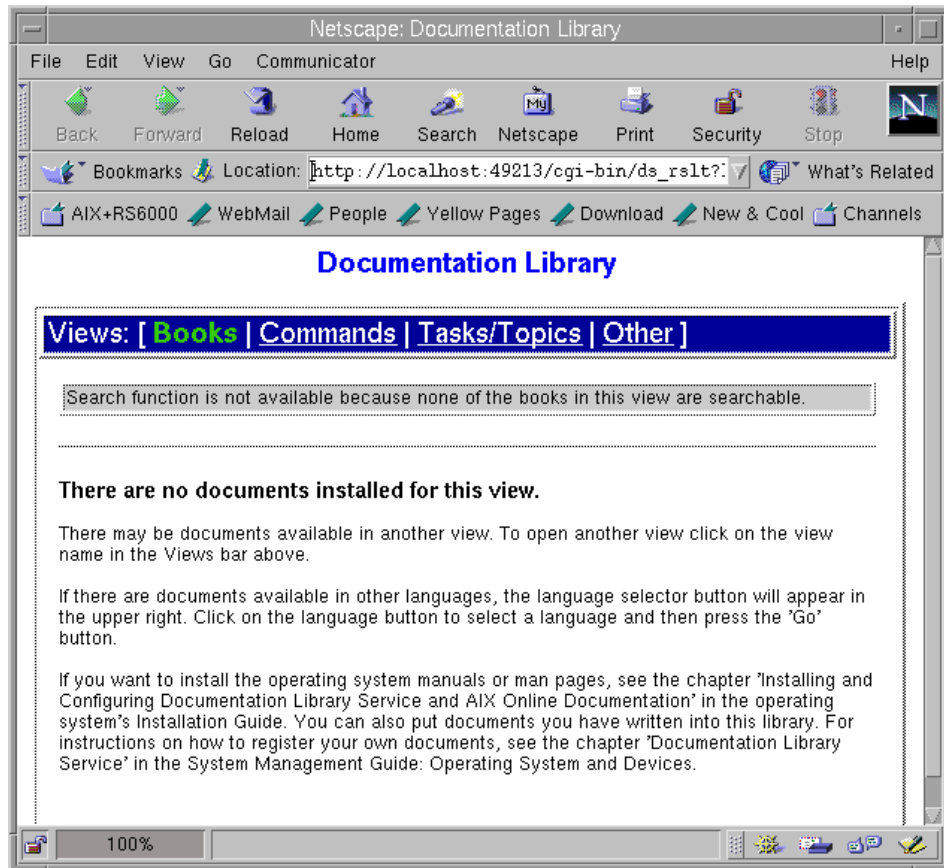 Netscape: Documentation Library
File Edit View Go Communicator Help
Back Forward Reload Home Search Netscape Print Security Stop
My
N
Bookmarks Location: http://localhost:49213/cgi-bin/ds_rslt? What's Related
AIX+RS6000 WebMail People Yellow Pages Download New & Cool Channels
Documentation Library
Views: [ Books | Commands | Tasks/Topics | Other ]
Search function is not available because none of the books in this view are searchable.
There are no documents installed for this view.
There may be documents available in another view. To open another view click on the view
name in the Views bar above.
If there are documents available in other languages, the language selector button will appear in
the upper right. Click on the language button to select a language and then press the 'Go'
button.
If you want to install the operating system manuals or man pages, see the chapter 'Installing and
Configuring Documentation Library Service and AIX Online Documentation' in the operating
system's Installation Guide. You can also put documents you have written into this library. For
instructions on how to register your own documents, see the chapter 'Documentation Library
Service' in the System Management Guide: Operating System and Devices.
100%